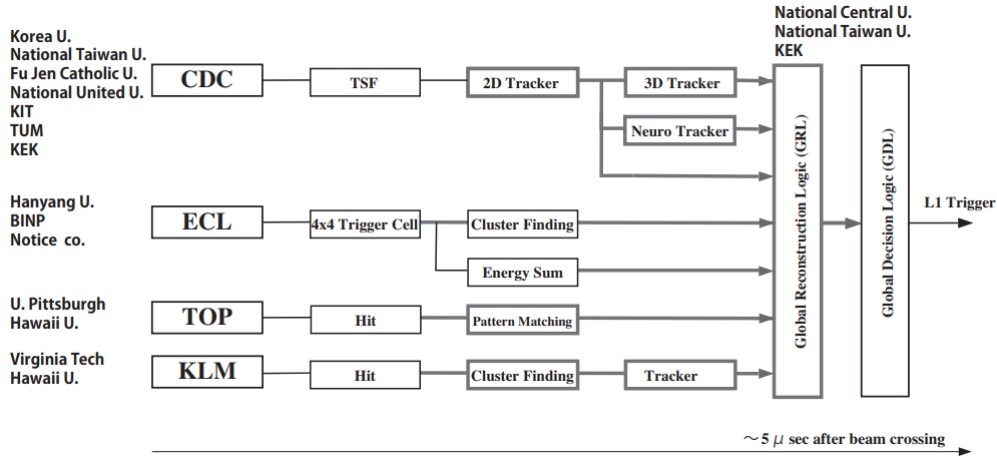 National Central U.
National Taiwan U.
KEK
Korea U.
National Taiwan U.
Fu Jen Catholic U.
National United U.
KIT
TUM
KEK
CDC
TSF
2D Tracker
3D Tracker
Neuro Tracker
Hanyang U.
BINP
Notice co.
ECL
4x4 Trigger Cell
Cluster Finding
Energy Sum
U. Pittsburgh
Hawaii U.
TOP
Hit
Pattern Matching
Virginia Tech
Hawaii U.
KLM
Hit
Cluster Finding
Tracker
Global Reconstruction Logic (GRL)
Global Decision Logic (GDL)
L1 Trigger
~5 μ sec after beam crossing